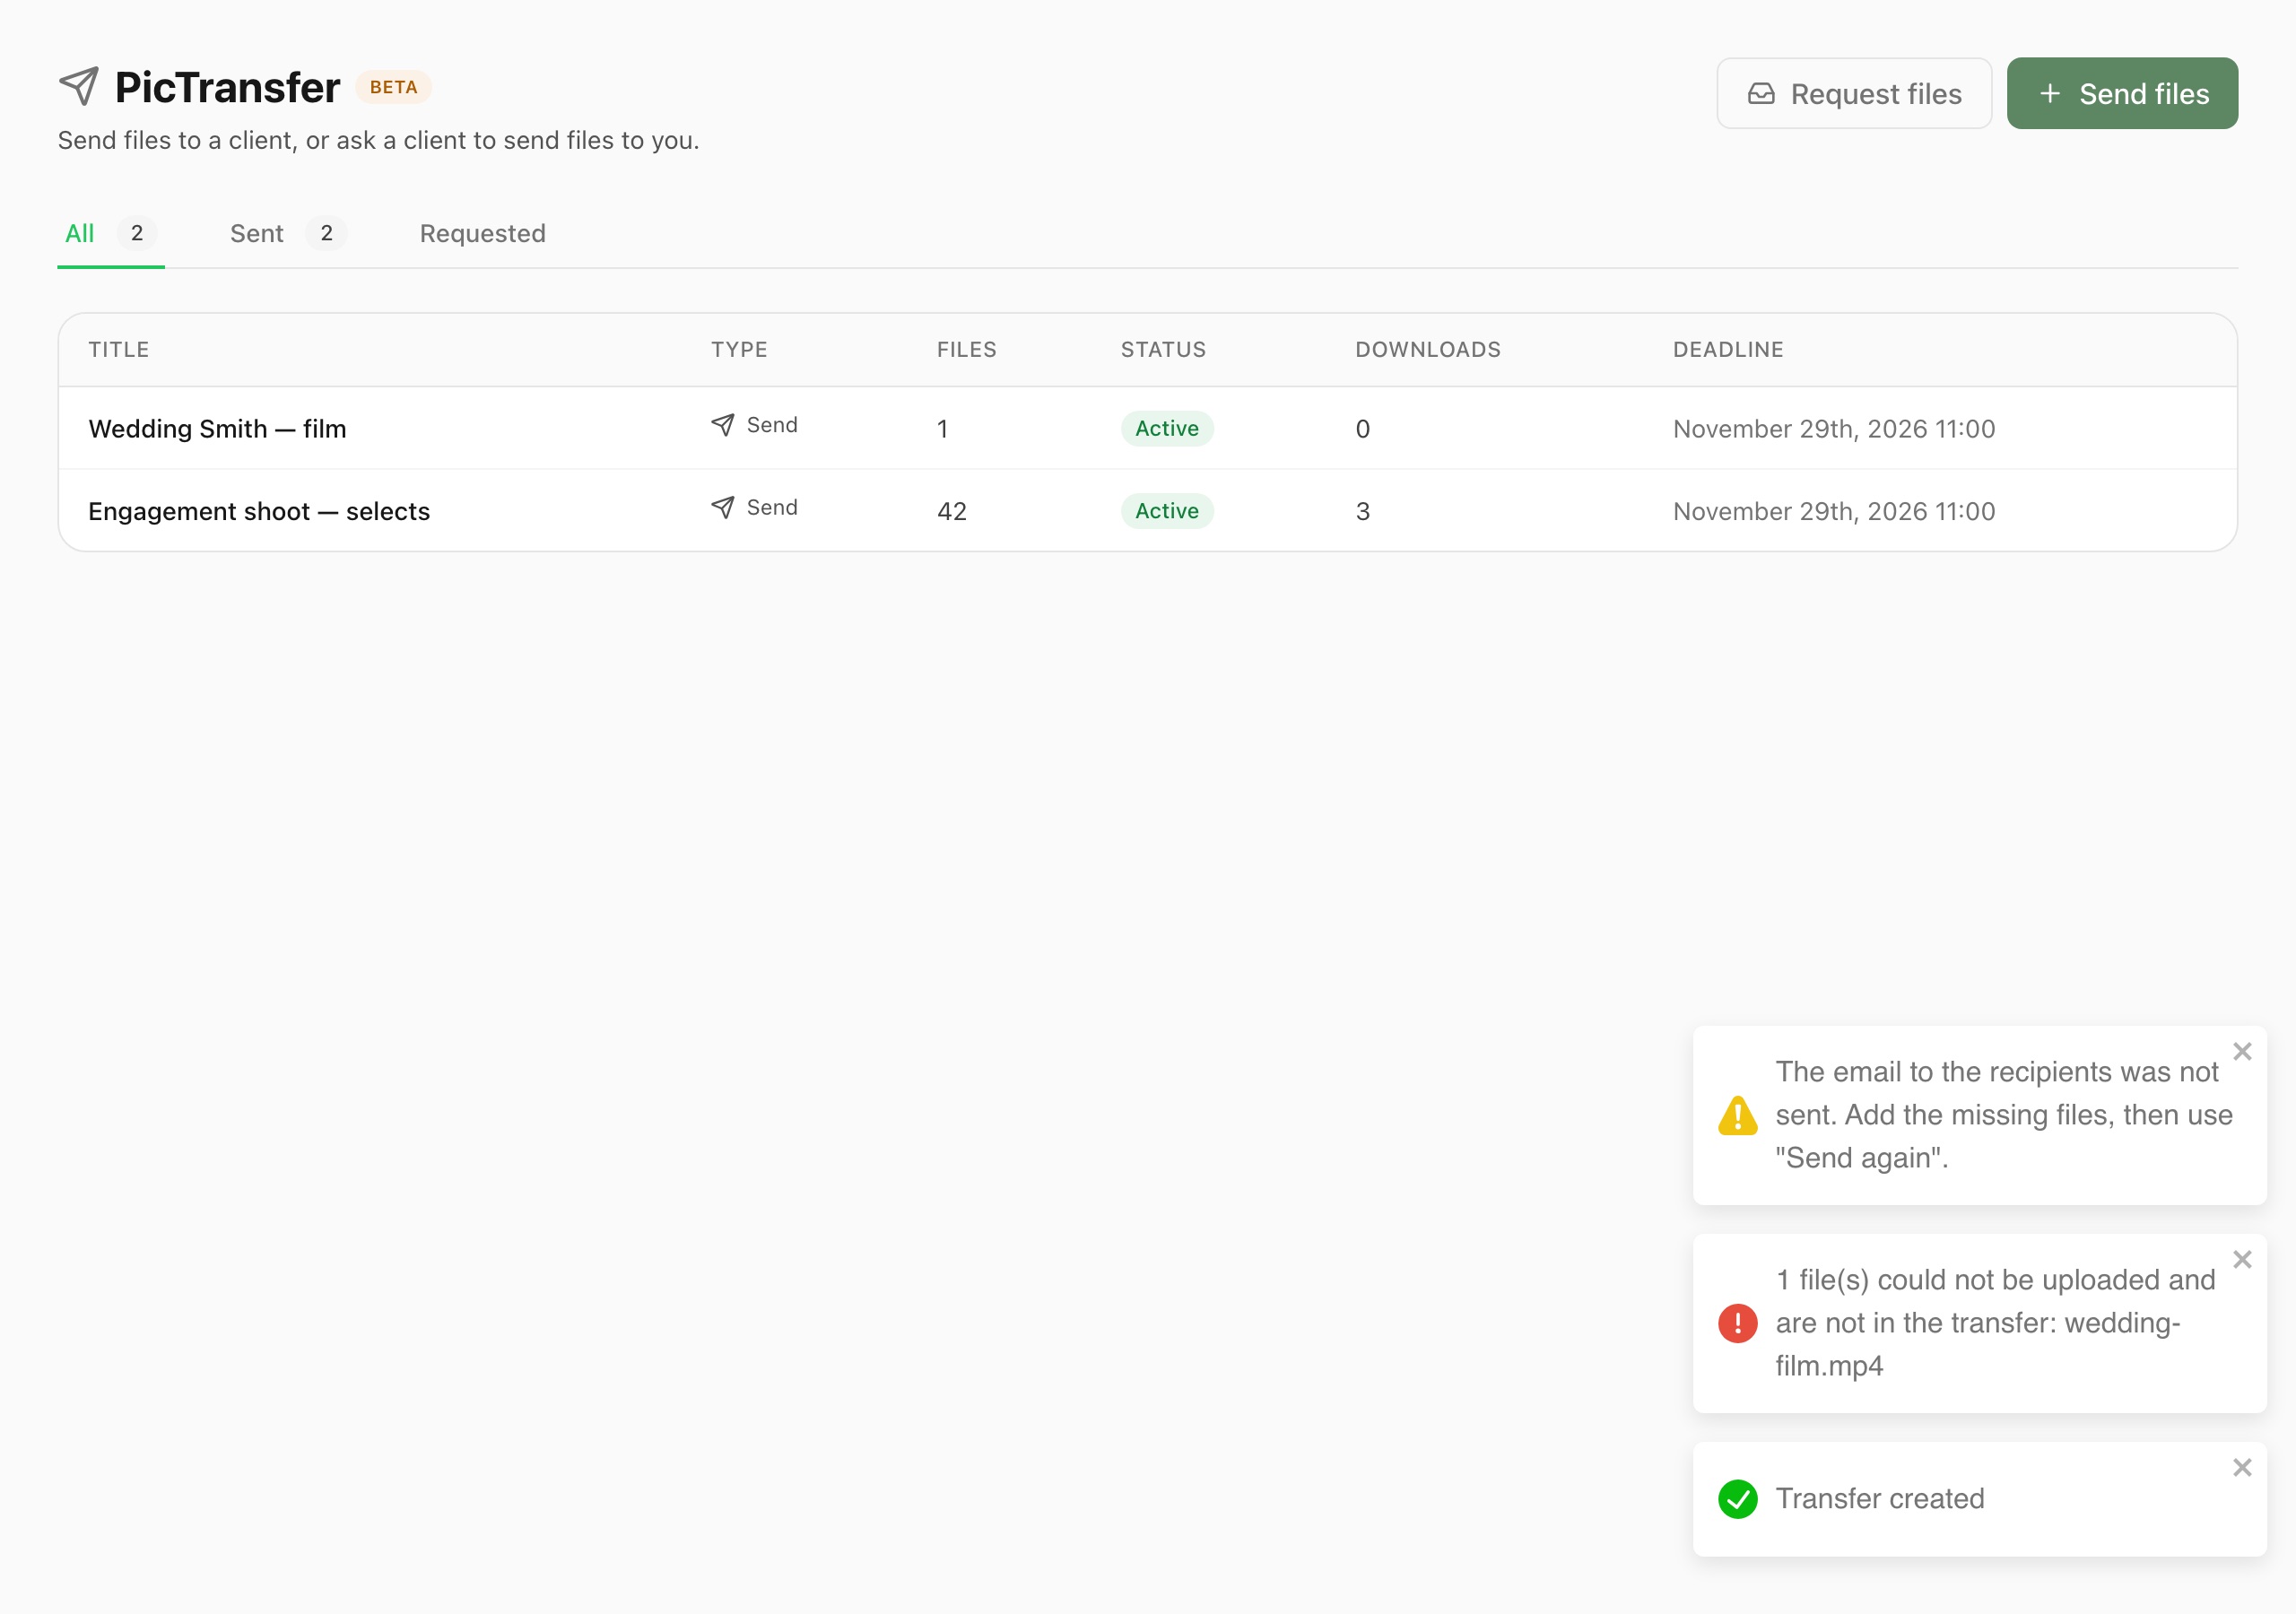 PicTransfer BETA
Send files to a client, or ask a client to send files to you.
Request files
Send files
All 2 Sent 2 Requested
TITLE TYPE FILES STATUS DOWNLOADS DEADLINE
Wedding Smith — film Send 1 Active 0 November 29th, 2026 11:00
Engagement shoot — selects Send 42 Active 3 November 29th, 2026 11:00
The email to the recipients was not
sent. Add the missing files, then use
"Send again".
1 file(s) could not be uploaded and
are not in the transfer: wedding-
film.mp4
Transfer created